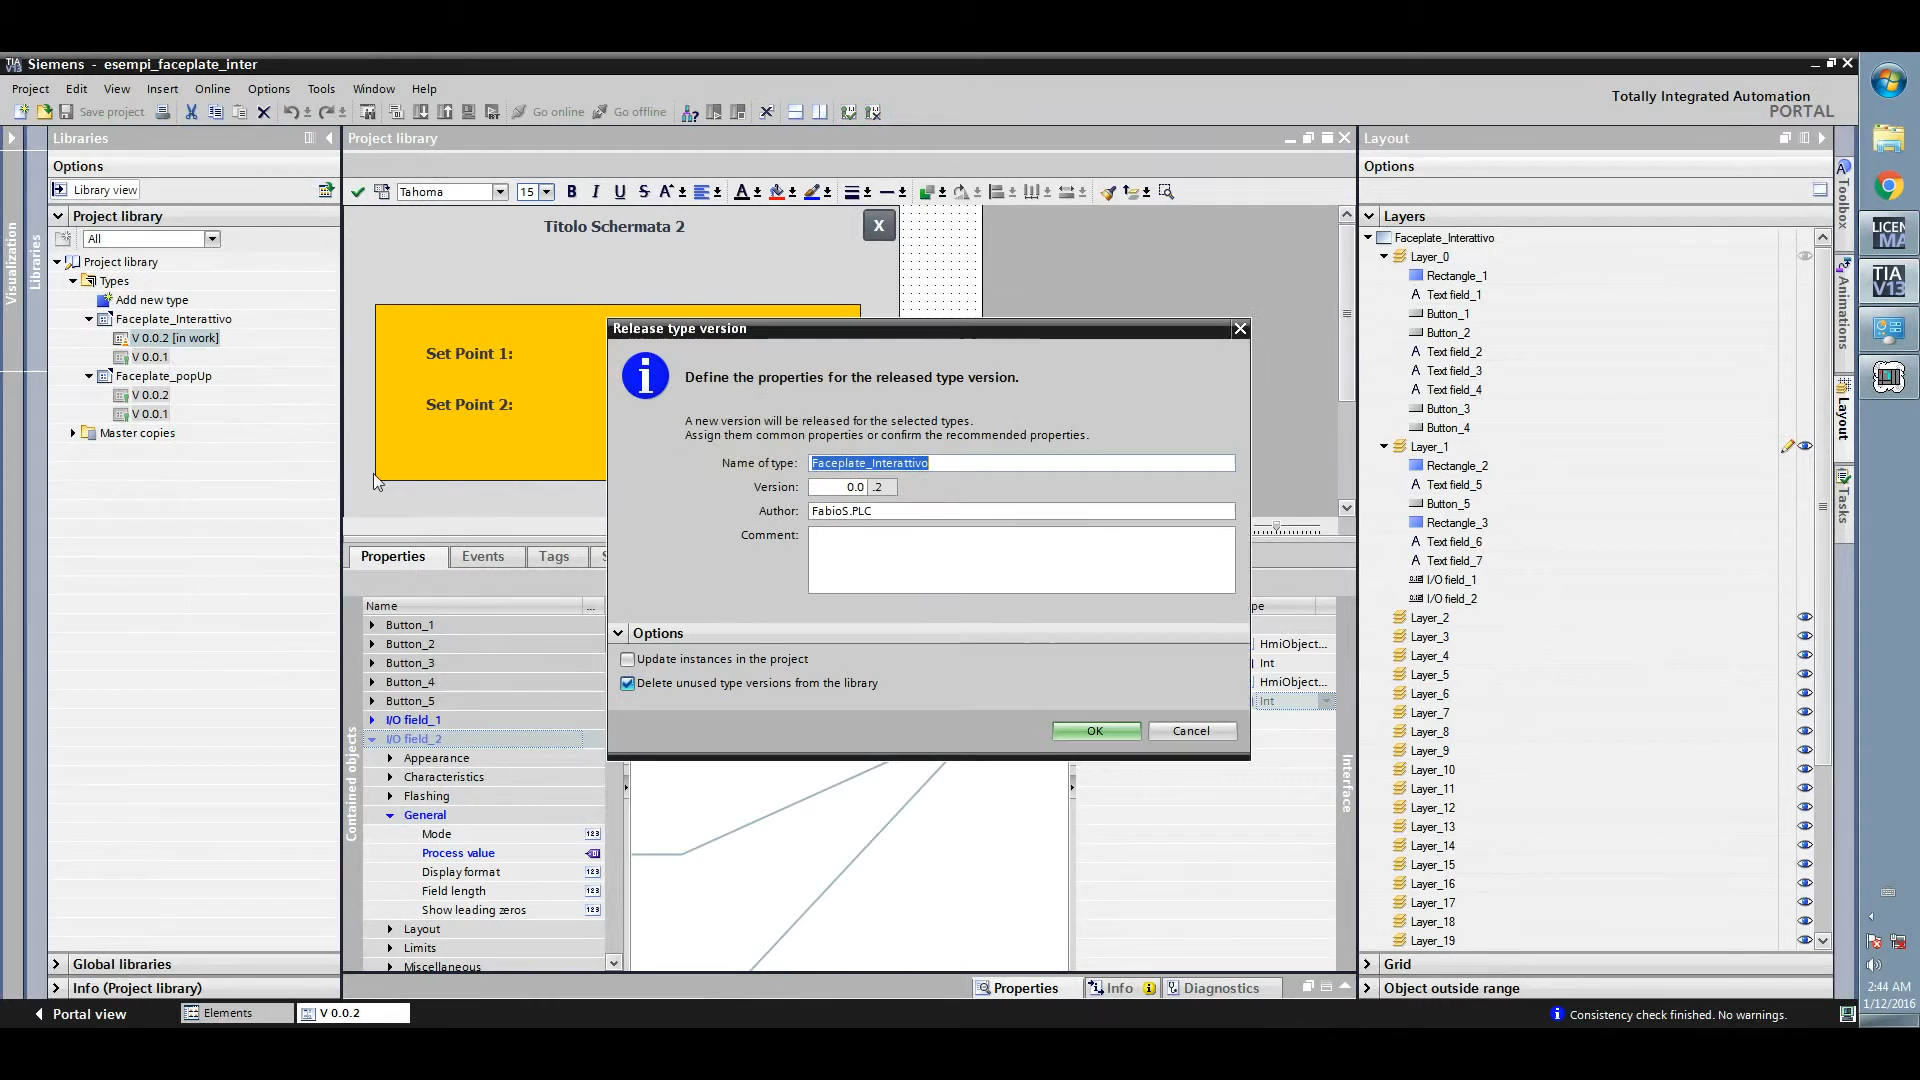 Siemens - esempi_faceplate_inter
Project Edit View Insert Online Options Tools Window Help
Totally Integrated Automation
PORTAL
Save project Go online Go offline
Libraries
Project library
Layout
Options
Options
Library view
Tahoma 15 B I U S A
Project library
All
Project library
Types
Add new type
Faceplate_Interattivo
V 0.0.2 [in work]
V 0.0.1
Faceplate_popUp
V 0.0.2
V 0.0.1
Master copies
Global libraries
Info (Project library)
Visualization
Libraries
Titolo Schermata 2
X
Set Point 1:
Set Point 2:
Release type version
Define the properties for the released type version.
A new version will be released for the selected types.
Assign them common properties or confirm the recommended properties.
Name of type: Faceplate_Interattivo
Version: 0.0 .2
Author: FabioS.PLC
Comment:
Options
Update instances in the project
Delete unused type versions from the library
OK Cancel
Properties Events Tags
Name ...
Button_1
Button_2
Button_3
Button_4
Button_5
I/O field_1
I/O field_2
Appearance
Characteristics
Flashing
General
Mode
Process value
Display format
Field length
Show leading zeros
Layout
Limits
Miscellaneous
Contained objects
Interface
HmiObject...
Int
HmiObject...
Int
Properties Info Diagnostics
Layers
Faceplate_Interattivo
Layer_0
Rectangle_1
Text field_1
Button_1
Button_2
Text field_2
Text field_3
Text field_4
Button_3
Button_4
Layer_1
Rectangle_2
Text field_5
Button_5
Rectangle_3
Text field_6
Text field_7
I/O field_1
I/O field_2
Layer_2
Layer_3
Layer_4
Layer_5
Layer_6
Layer_7
Layer_8
Layer_9
Layer_10
Layer_11
Layer_12
Layer_13
Layer_14
Layer_15
Layer_16
Layer_17
Layer_18
Layer_19
Grid
Object outside range
Toolbox
Animations
Layout
Tasks
LICEN
MA
TIA
V13
2:44 AM
1/12/2016
Portal view Elements V 0.0.2
Consistency check finished. No warnings.